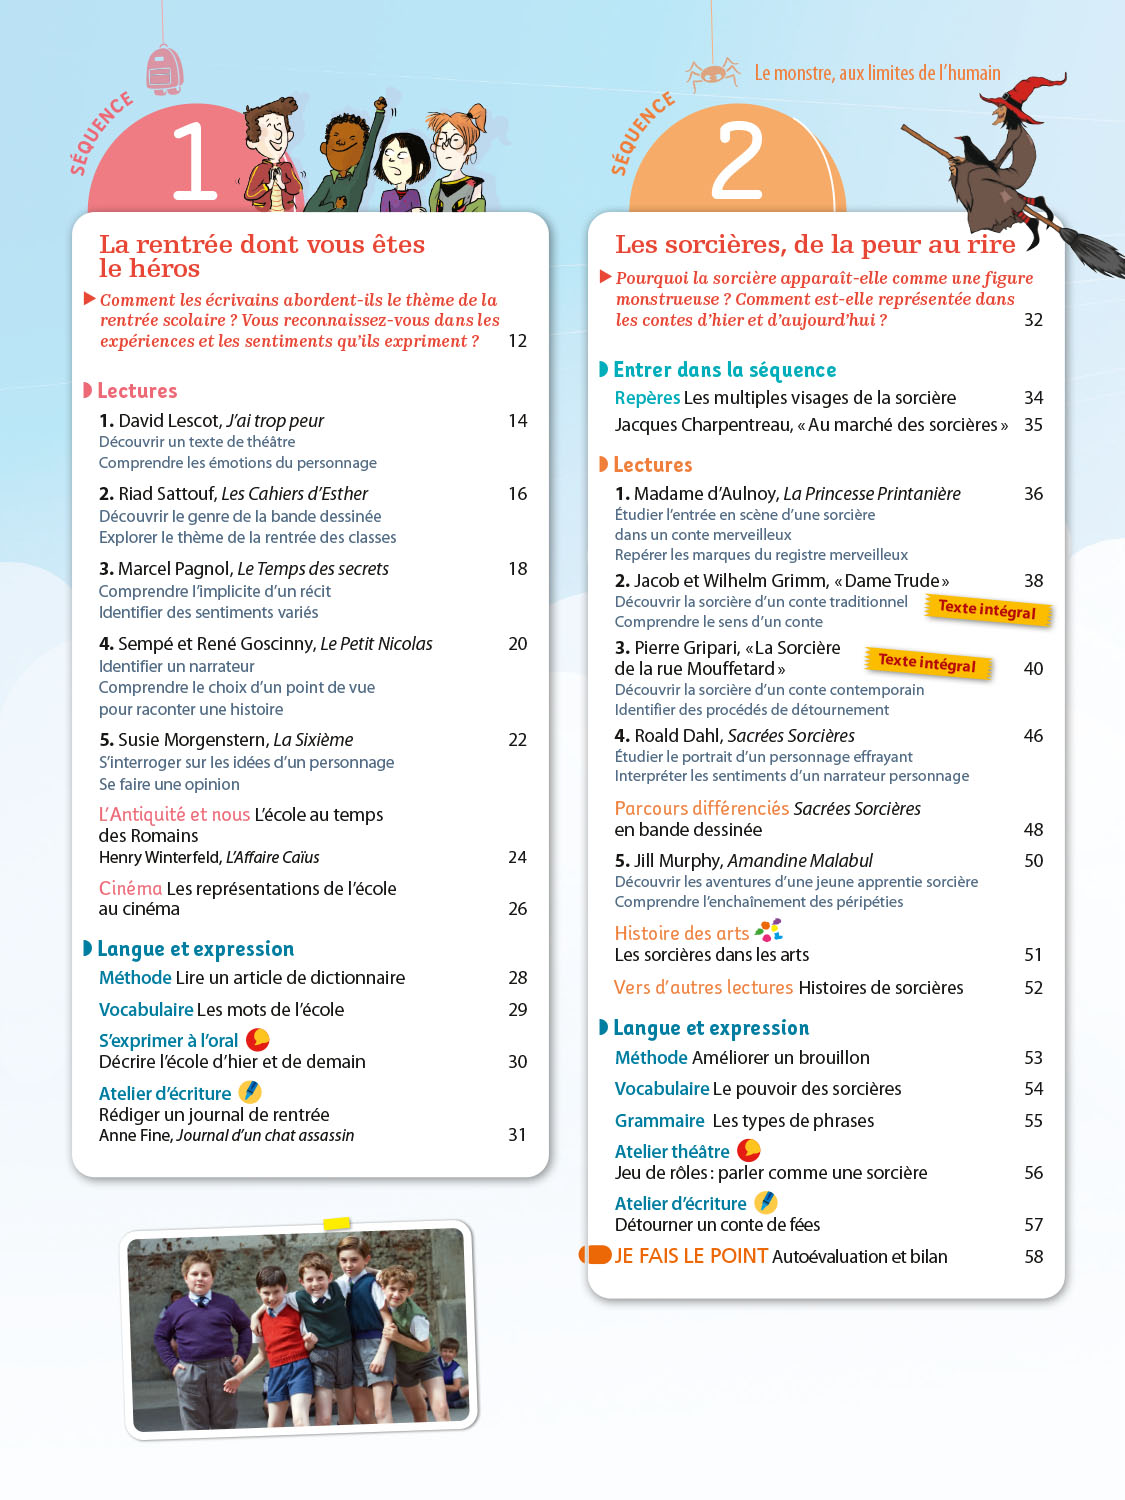 SÉQUENCE
1
La rentrée dont vous êtes
le héros
Comment les écrivains abordent-ils le thème de la
rentrée scolaire ? Vous reconnaissez-vous dans les
expériences et les sentiments qu'ils expriment ? 12
Lectures
1. David Lescot, J'ai trop peur 14
Découvrir un texte de théâtre
Comprendre les émotions du personnage
2. Riad Sattouf, Les Cahiers d'Esther 16
Découvrir le genre de la bande dessinée
Explorer le thème de la rentrée des classes
3. Marcel Pagnol, Le Temps des secrets 18
Comprendre l'implicite d'un récit
Identifier des sentiments variés
4. Sempé et René Goscinny, Le Petit Nicolas 20
Identifier un narrateur
Comprendre le choix d'un point de vue
pour raconter une histoire
5. Susie Morgenstern, La Sixième 22
S'interroger sur les idées d'un personnage
Se faire une opinion
L'Antiquité et nous L'école au temps
des Romains
Henry Winterfeld, L'Affaire Caïus 24
Cinéma Les représentations de l'école
au cinéma 26
Langue et expression
Méthode Lire un article de dictionnaire 28
Vocabulaire Les mots de l'école 29
S'exprimer à l'oral
Décrire l'école d'hier et de demain 30
Atelier d'écriture
Rédiger un journal de rentrée
Anne Fine, Journal d'un chat assassin 31
Le monstre, aux limites de l'humain
SÉQUENCE
2
Les sorcières, de la peur au rire
Pourquoi la sorcière apparaît-elle comme une figure
monstrueuse ? Comment est-elle représentée dans
les contes d'hier et d'aujourd'hui ? 32
Entrer dans la séquence
Repères Les multiples visages de la sorcière 34
Jacques Charpentreau, « Au marché des sorcières » 35
Lectures
1. Madame d'Aulnoy, La Princesse Printanière 36
Étudier l'entrée en scène d'une sorcière
dans un conte merveilleux
Repérer les marques du registre merveilleux
2. Jacob et Wilhelm Grimm, « Dame Trude » 38
Découvrir la sorcière d'un conte traditionnel
Texte intégral
Comprendre le sens d'un conte
3. Pierre Gripari, « La Sorcière
de la rue Mouffetard » 40
Texte intégral
Découvrir la sorcière d'un conte contemporain
Identifier des procédés de détournement
4. Roald Dahl, Sacrées Sorcières 46
Étudier le portrait d'un personnage effrayant
Interpréter les sentiments d'un narrateur personnage
Parcours différenciés Sacrées Sorcières
en bande dessinée 48
5. Jill Murphy, Amandine Malabul 50
Découvrir les aventures d'une jeune apprentie sorcière
Comprendre l'enchaînement des péripéties
Histoire des arts
Les sorcières dans les arts 51
Vers d'autres lectures Histoires de sorcières 52
Langue et expression
Méthode Améliorer un brouillon 53
Vocabulaire Le pouvoir des sorcières 54
Grammaire Les types de phrases 55
Atelier théâtre
Jeu de rôles : parler comme une sorcière 56
Atelier d'écriture
Détourner un conte de fées 57
JE FAIS LE POINT Autoévaluation et bilan 58